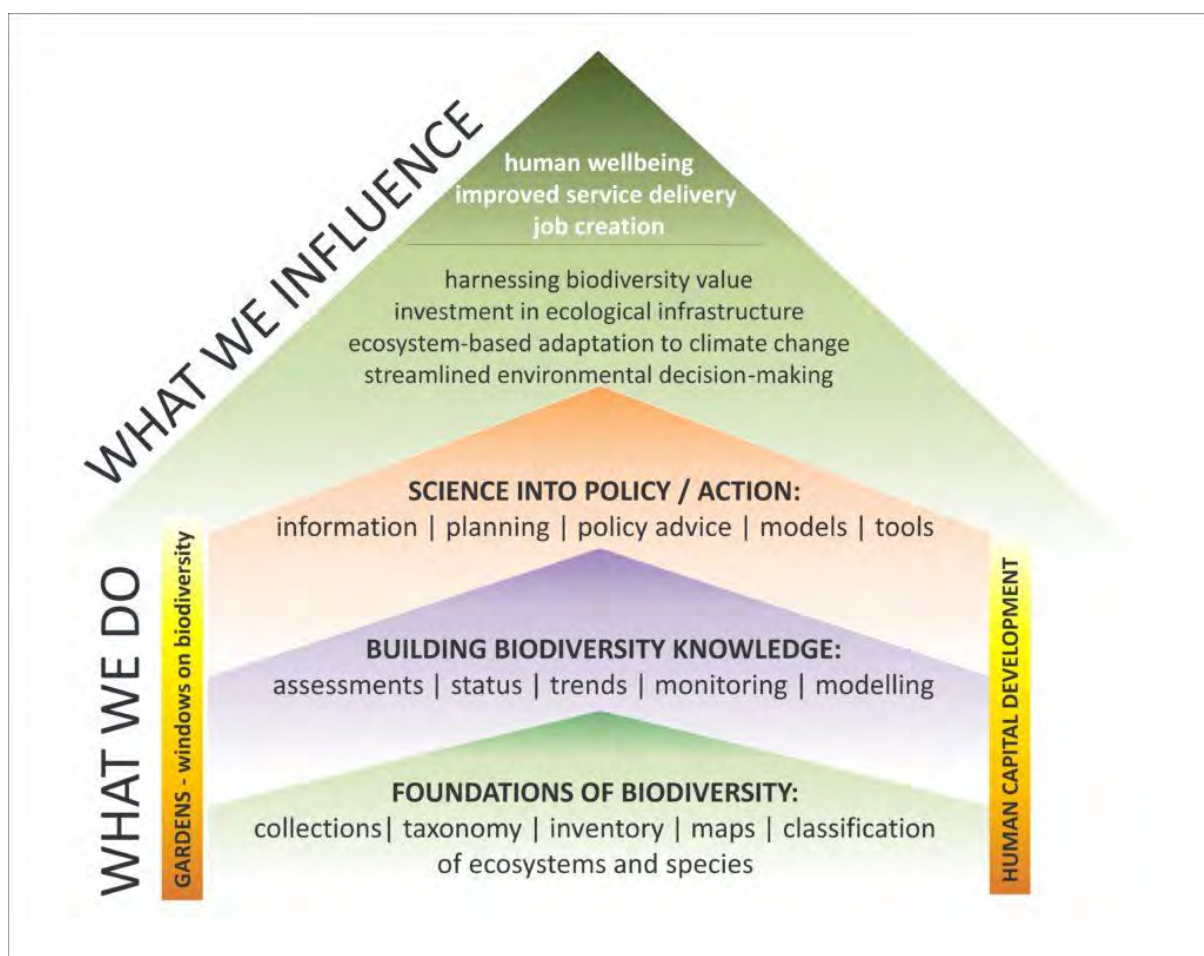 WHAT WE INFLUENCE
human wellbeing
improved service delivery
job creation
harnessing biodiversity value
investment in ecological infrastructure
ecosystem-based adaptation to climate change
streamlined environmental decision-making
WHAT WE DO
GARDENS - windows on biodiversity
SCIENCE INTO POLICY / ACTION:
information | planning | policy advice | models | tools
BUILDING BIODIVERSITY KNOWLEDGE:
assessments | status | trends | monitoring | modelling
FOUNDATIONS OF BIODIVERSITY:
collections| taxonomy | inventory | maps | classification
of ecosystems and species
HUMAN CAPITAL DEVELOPMENT